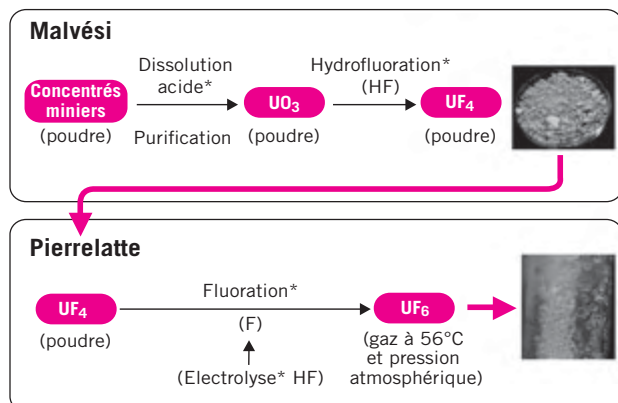 Malvési
Dissolution
acide*
Hydrofluoration*
(HF)
Concentrés
miniers
UO3
UF4
(poudre)
Purification
(poudre)
(poudre)
Pierrelatte
Fluoration*
UF4
UF6
(poudre)
(F)
(gaz à 56°C
et pression
atmosphérique)
(Electrolyse* HF)